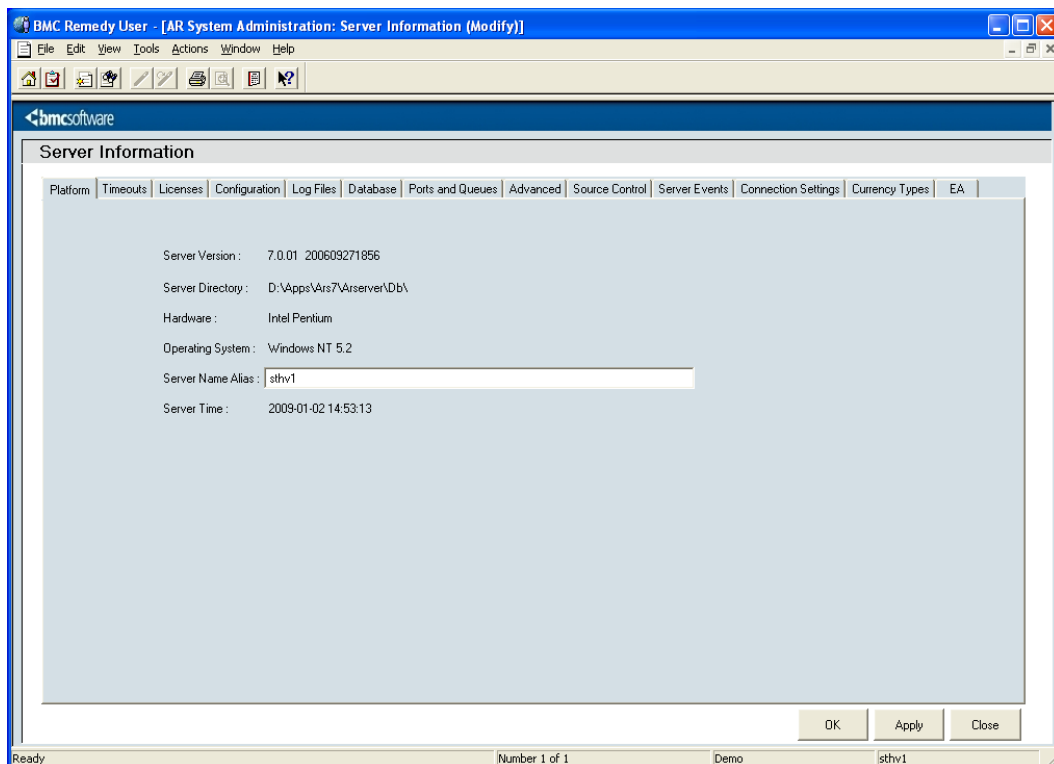 BMC Remedy User - [AR System Administration: Server Information (Modify)]
File Edit View Tools Actions Window Help
bmcsoftware
Server Information
Platform Timeouts Licenses Configuration Log Files Database Ports and Queues Advanced Source Control Server Events Connection Settings Currency Types EA
Server Version : 7.0.01 200609271856
Server Directory : D:\Apps\Ars7\Arserver\Db\
Hardware : Intel Pentium
Operating System : Windows NT 5.2
Server Name Alias : sthv1
Server Time : 2009-01-02 14:53:13
OK Apply Close
Ready Number 1 of 1 Demo sthv1